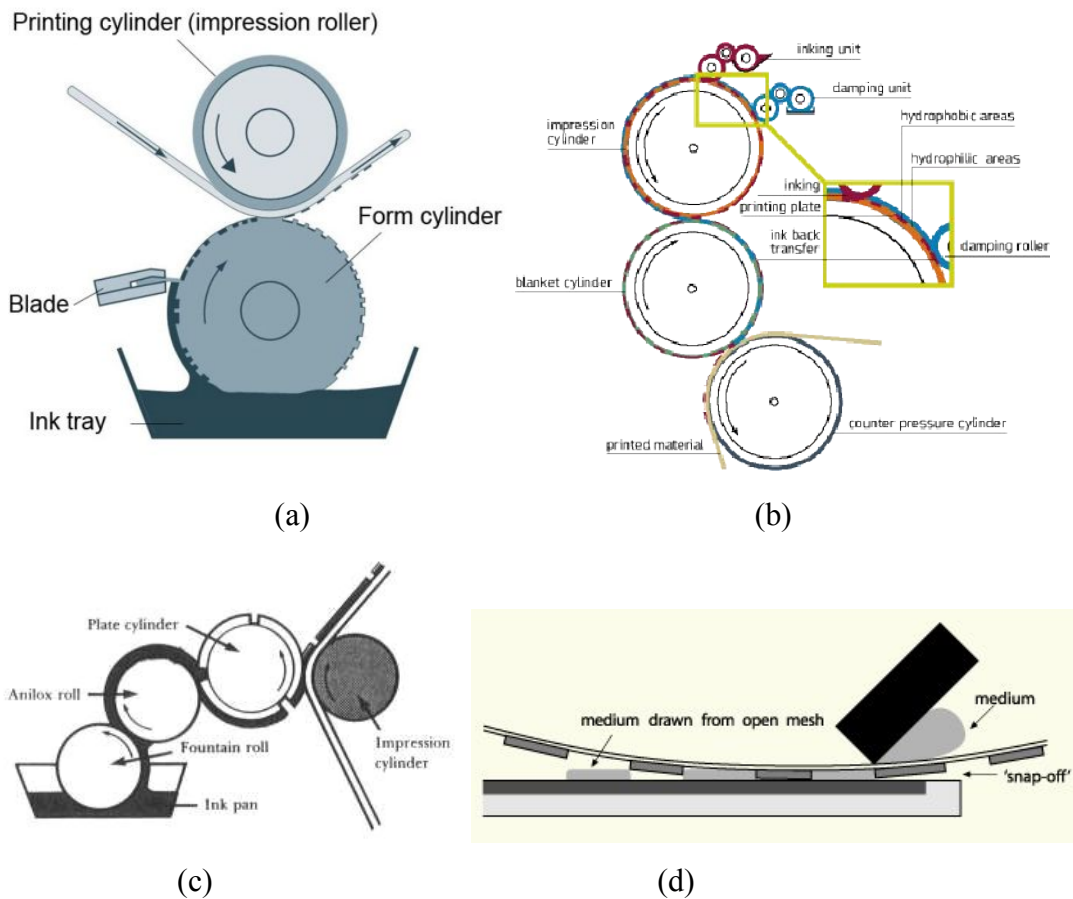 Printing cylinder (impression roller)
Form cylinder
Blade
Ink tray
(a)
inking unit
damping unit
impression
cylinder
hydrophobic areas
hydrophilic areas
inking
printing plate
ink back
transfer
damping roller
blanket cylinder
counter pressure cylinder
printed material
(b)
Plate cylinder
Anilox roll
Fountain roll
Impression
cylinder
Ink pan
(c)
medium drawn from open mesh
medium
'snap-off'
(d)